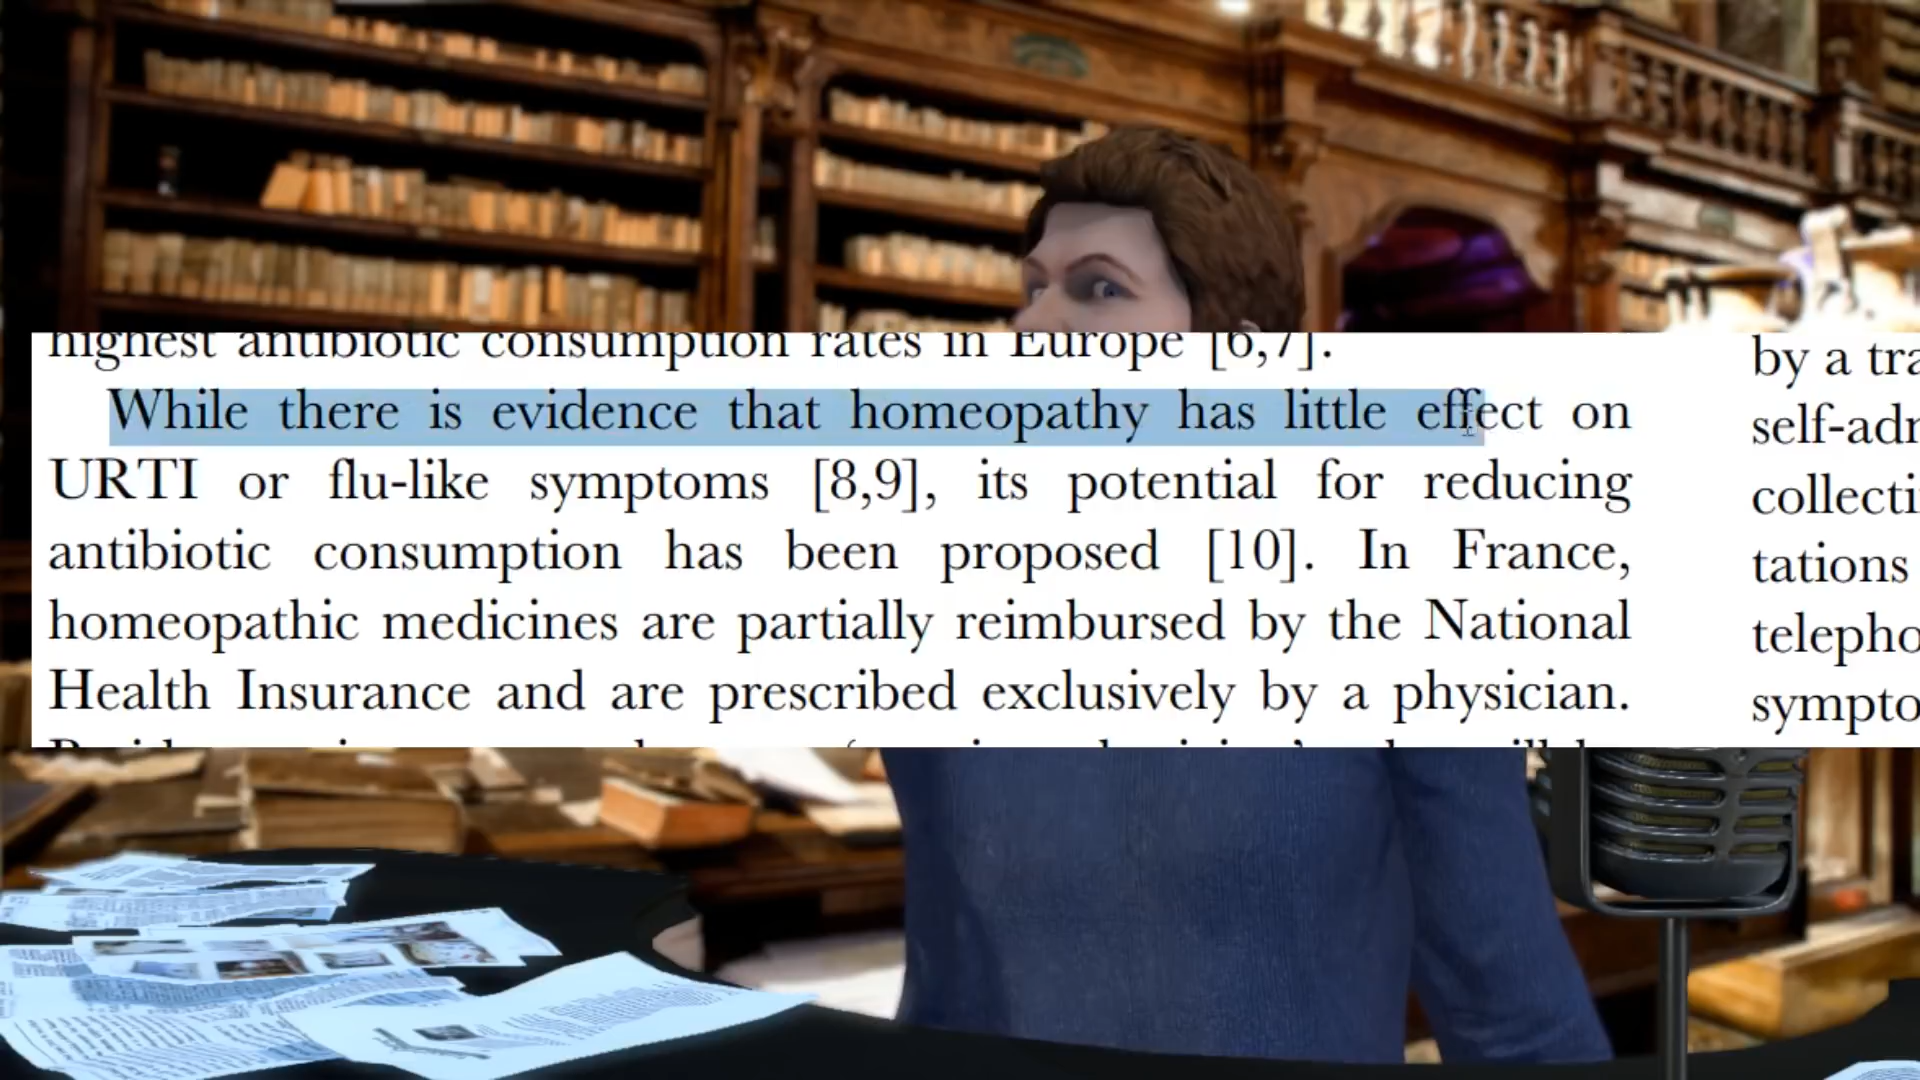 highest antibiotic consumption rates in Europe [6,7].
While there is evidence that homeopathy has little effect on
URTI or flu-like symptoms [8,9], its potential for reducing
antibiotic consumption has been proposed [10]. In France,
homeopathic medicines are partially reimbursed by the National
Health Insurance and are prescribed exclusively by a physician.
by a tra
self-adr
collecti
tations
telepho
sympto